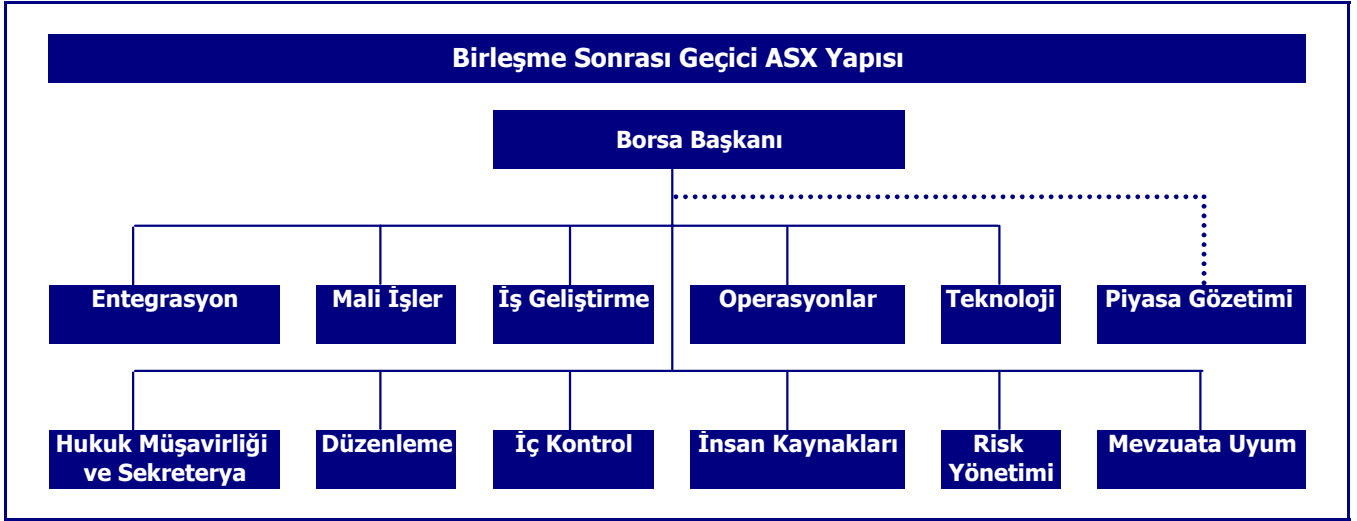 Birleşme Sonrası Geçici ASX Yapısı
Borsa Başkanı
Entegrasyon
Mali İşler
İş Geliştirme
Operasyonlar
Teknoloji
Piyasa Gözetimi
Hukuk Müşavirliği
ve Sekreterya
Düzenleme
İç Kontrol
İnsan Kaynakları
Risk
Yönetimi
Mevzuata Uyum